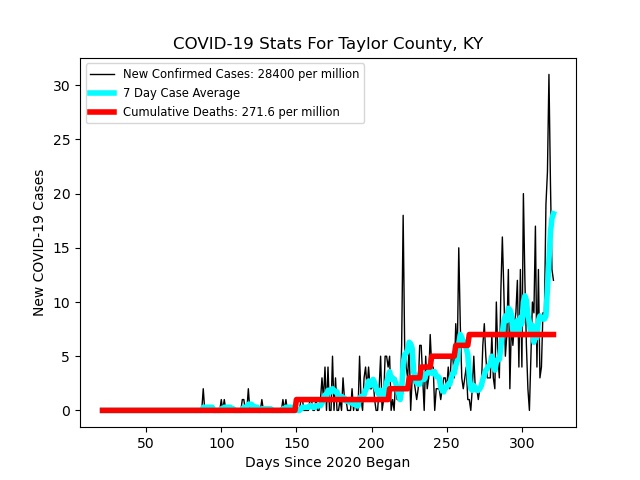 COVID-19 Stats For Taylor County, KY
New Confirmed Cases: 28400 per million
7 Day Case Average
Cumulative Deaths: 271.6 per million
New COVID-19 Cases
30
25
20
15
10
5
0
50 100 150 200 250 300
Days Since 2020 Began